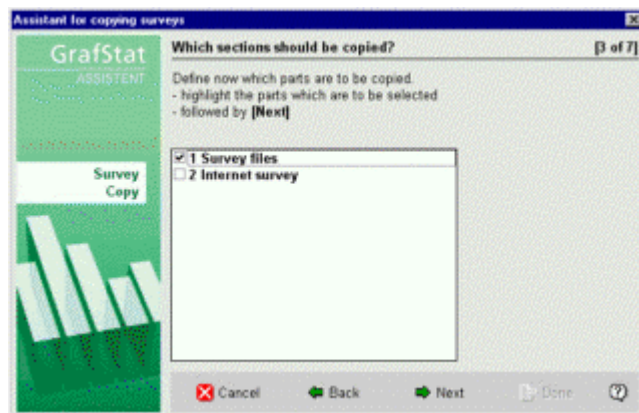 Assistant for copying surveys
GrafStat
ASSISTENT
Survey
Copy
Which sections should be copied? [3 of 7]
Define now which parts are to be copied.
- highlight the parts which are to be selected
- followed by [Next]
1 Survey files
2 Internet survey
Cancel Back Next Done